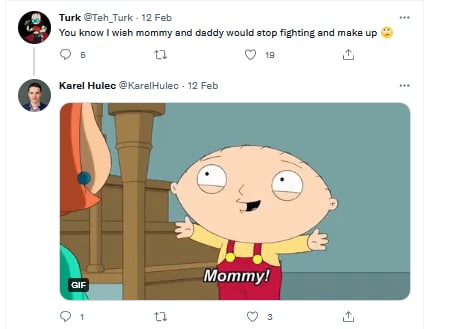 Turk @Teh_Turk · 12 Feb
You know I wish mommy and daddy would stop fighting and make up 🙄
6 19
Karel Hulec @KarelHulec · 12 Feb
Mommy!
GIF
1 3